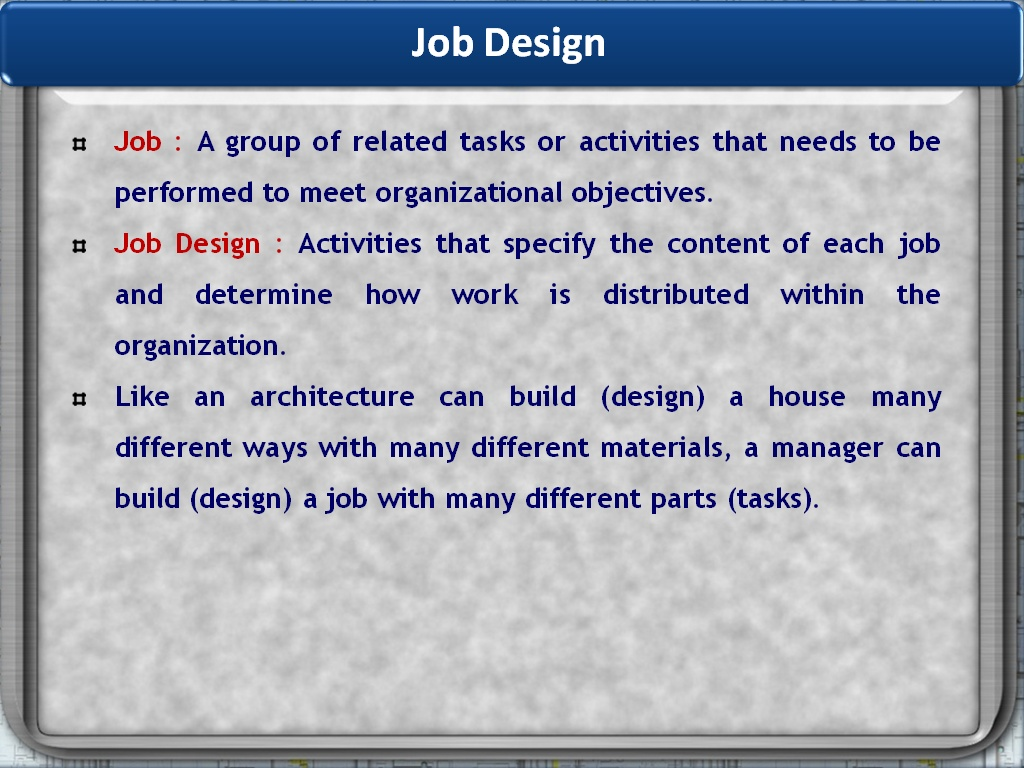 Job Design
¤ Job : A group of related tasks or activities that needs to be
performed to meet organizational objectives.
¤ Job Design : Activities that specify the content of each job
and determine how work is distributed within the
organization.
¤ Like an architecture can build (design) a house many
different ways with many different materials, a manager can
build (design) a job with many different parts (tasks).